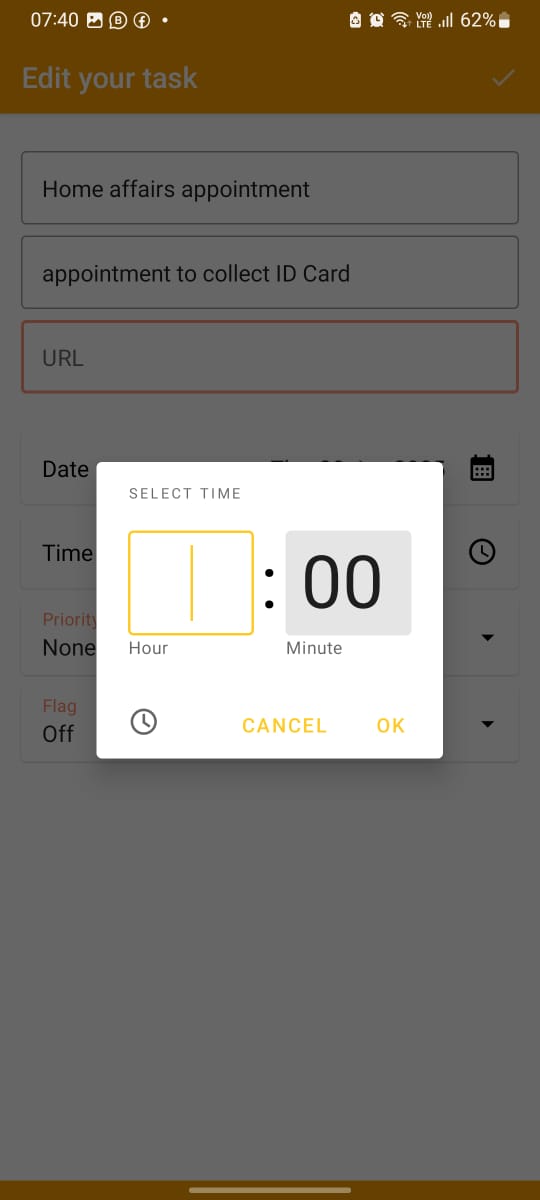 07:40
Vo))
LTE
62%
Edit your task
Home affairs appointment
appointment to collect ID Card
URL
Date
SELECT TIME
Time
:
00
Hour
Minute
Priority
None
Flag
Off
CANCEL
OK